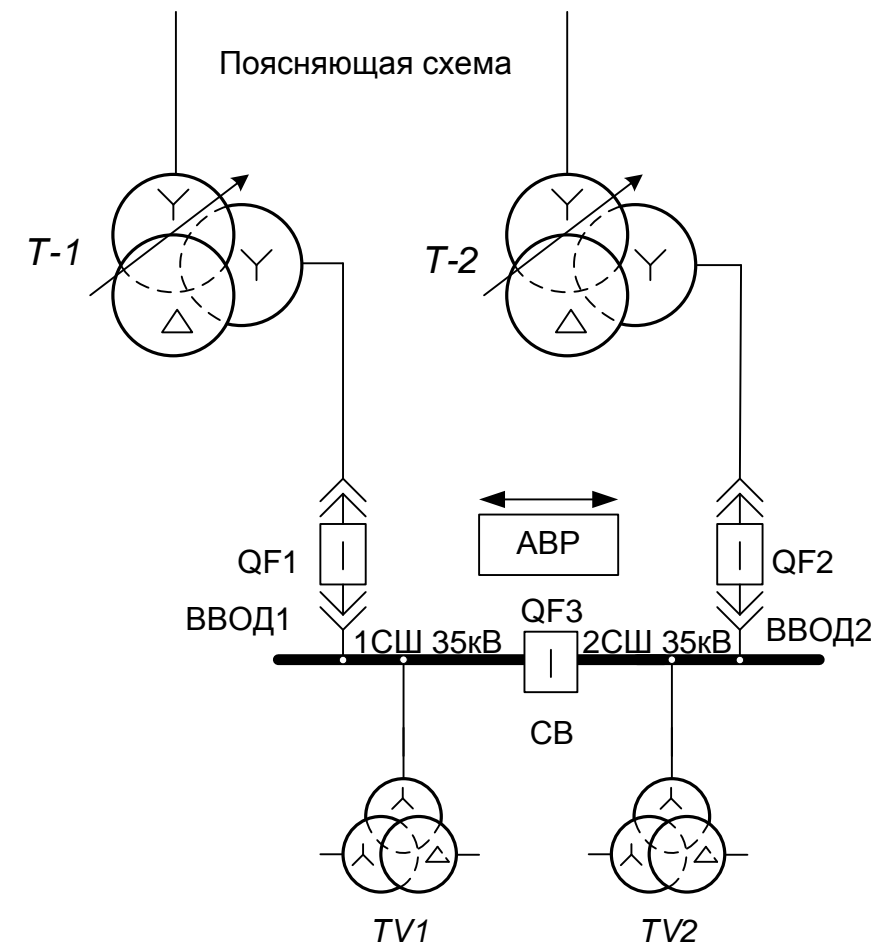 Поясняющая схема
Т-1
Т-2
АВР
QF1
QF2
QF3
ВВОД1
1СШ 35кВ
2СШ 35кВ
ВВОД2
СВ
TV1
TV2